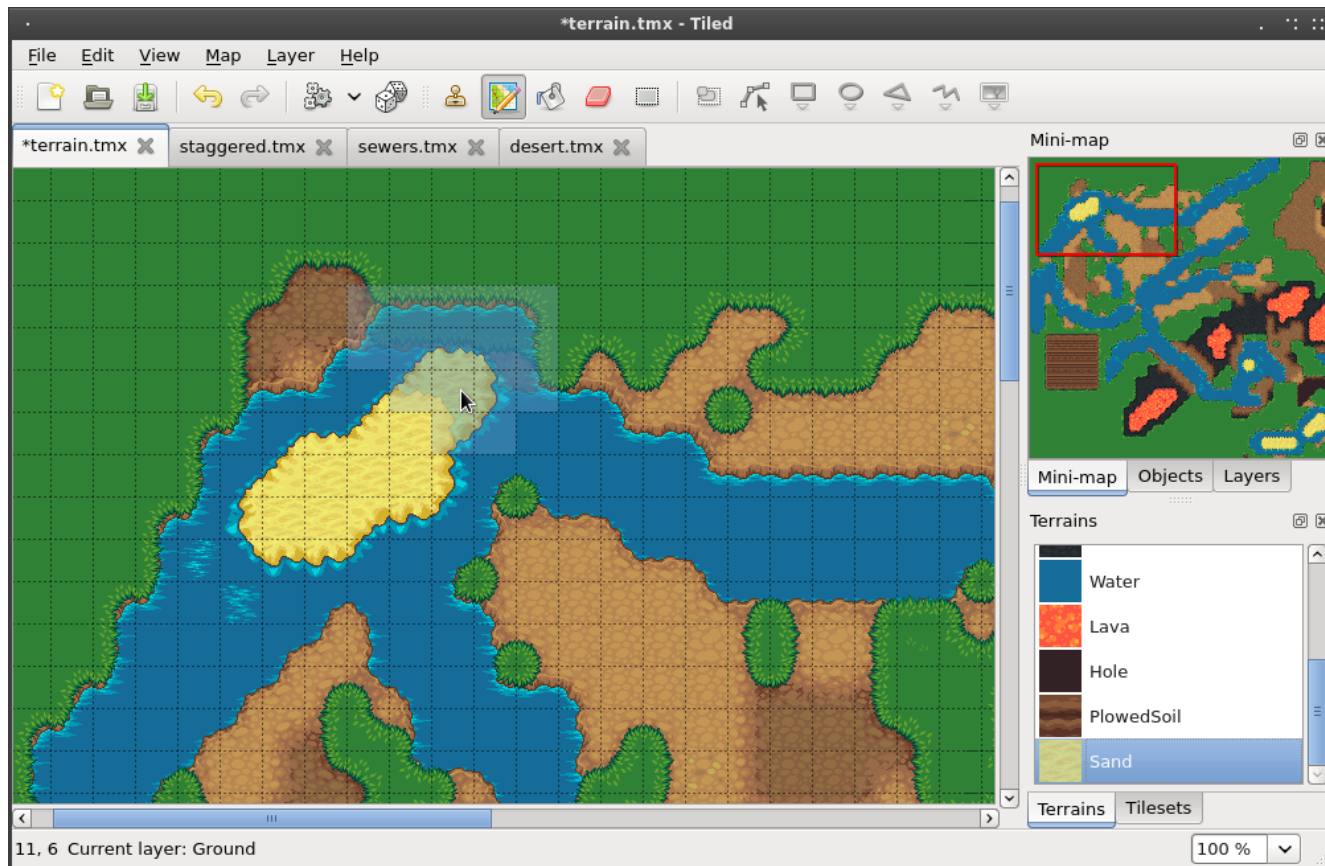 *terrain.tmx - Tiled
File Edit View Map Layer Help
*terrain.tmx staggered.tmx sewers.tmx desert.tmx
Mini-map
Mini-map Objects Layers
Terrains
Water
Lava
Hole
PlowedSoil
Sand
Terrains Tilesets
11, 6 Current layer: Ground
100 %